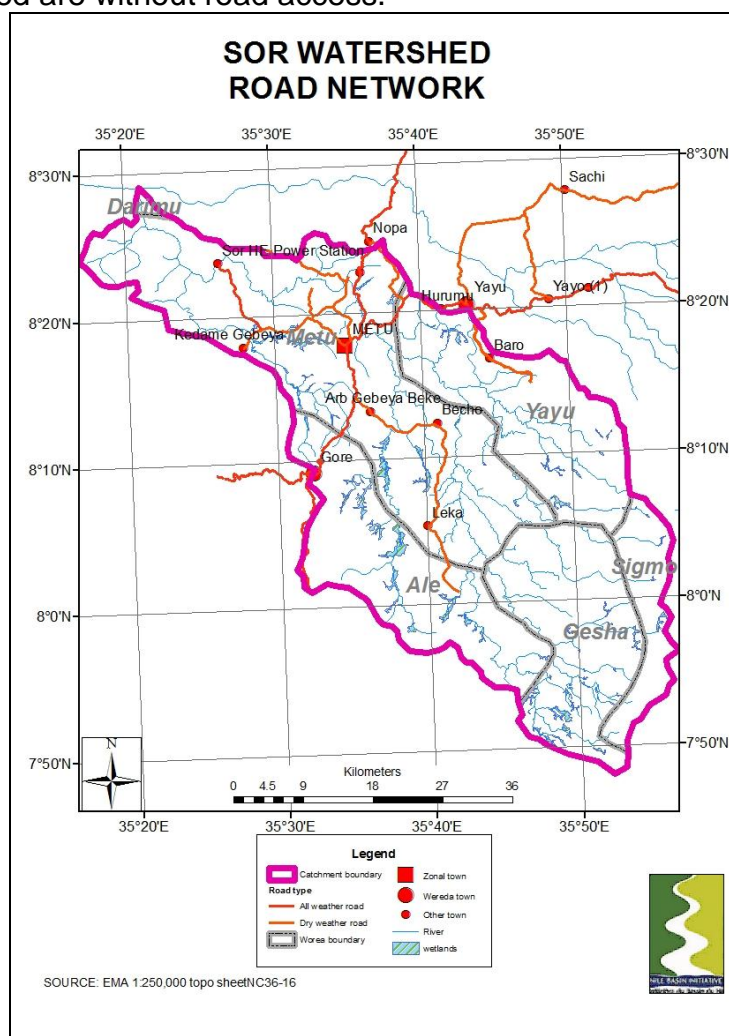 od are without road access.
SOR WATERSHED
ROAD NETWORK
35°20'E 35°30'E 35°40'E 35°50'E
8°30'N 8°30'N
Sachi
Darimu
Nopa
Sor HE Power Station
Hurumu Yayu Yavo(1)
8°20'N 8°20'N
Kedame Gebeya Metu METU
Baro
Arb Gebeya Beke Becho Yayu
8°10'N Gore 8°10'N
Leka
Sigmo
8°0'N Ale 8°0'N
Gesha
7°50'N 7°50'N
N
Kilometers
0 4.5 9 18 27 36
35°20'E 35°30'E 35°40'E 35°50'E
Legend
Catchment boundary
Road type
All weather road
Dry weather road
Worea boundary
Zonal town
Wereda town
Other town
River
wetlands
SOURCE: EMA 1:250,000 topo sheetNC36-16
NILE BASIN INITIATIVE